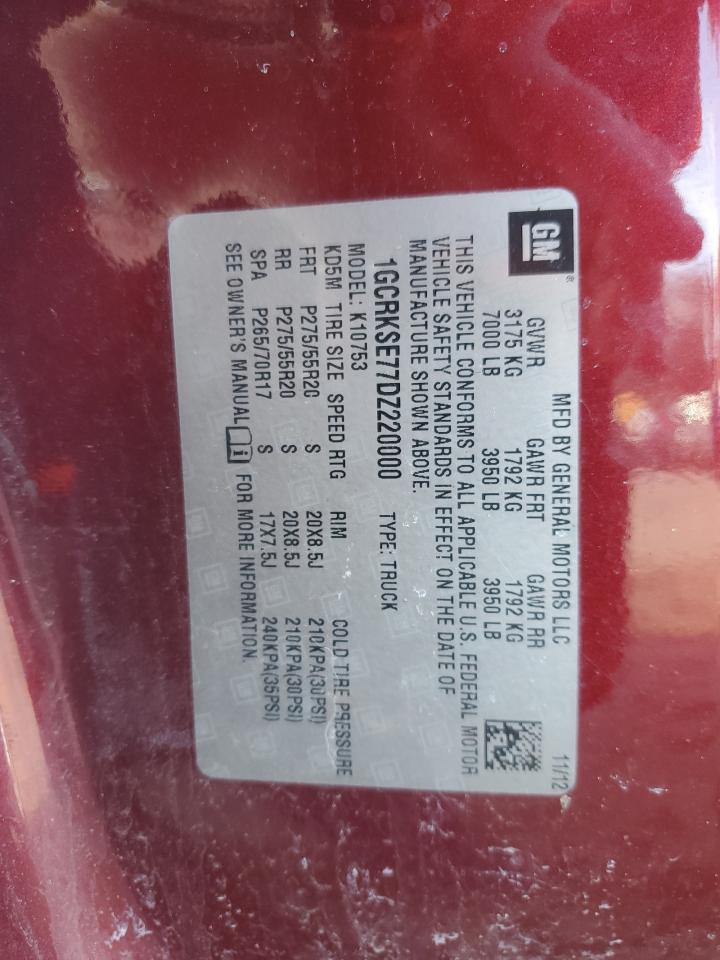 GM®
MFD BY GENERAL MOTORS LLC 11/12
GVWR GAWR FRT GAWR RR
3175 KG 1792 KG 1792 KG
7000 LB 3950 LB 3950 LB
THIS VEHICLE CONFORMS TO ALL APPLICABLE U.S. FEDERAL MOTOR
VEHICLE SAFETY STANDARDS IN EFFECT ON THE DATE OF
MANUFACTURE SHOWN ABOVE.
1GCRKSE77DZ220000 TYPE: TRUCK
MODEL: K10753
KD5M TIRE SIZE SPEED RTG RIM COLD TIRE PRESSURE
FRT P275/55R20 S 20X8.5J 210KPA(30PSI)
RR P275/55R20 S 20X8.5J 210KPA(30PSI)
SPA P265/70R17 S 17X7.5J 240KPA(35PSI)
SEE OWNER'S MANUAL i FOR MORE INFORMATION.